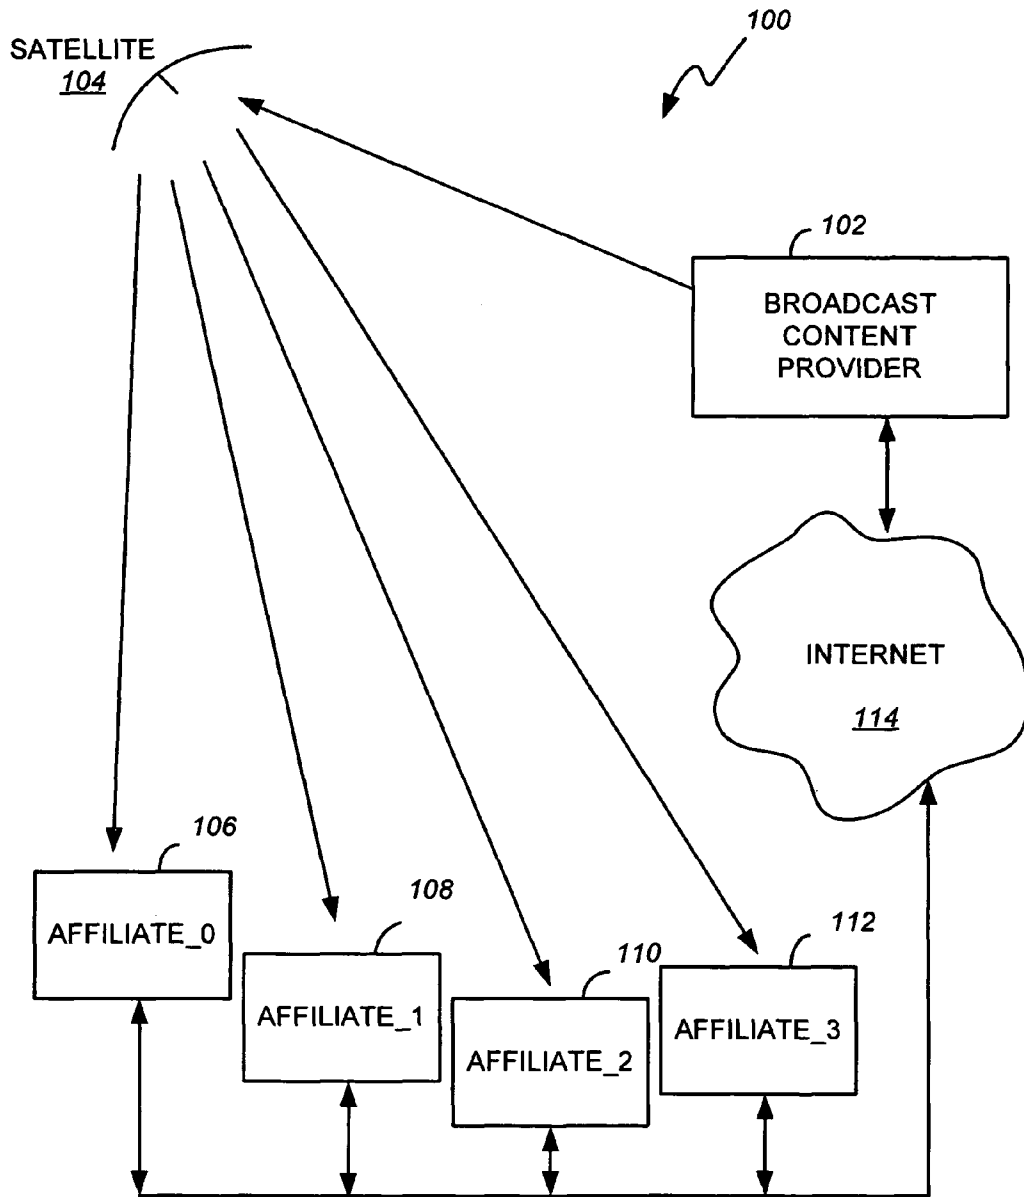 100
SATELLITE
104
102
BROADCAST
CONTENT
PROVIDER
INTERNET
114
106
AFFILIATE_0
108
AFFILIATE_1
110
AFFILIATE_2
112
AFFILIATE_3